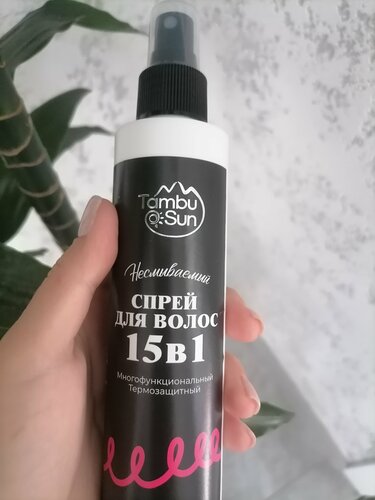 Tambu
Sun
Несмываемый
СПРЕЙ
ДЛЯ ВОЛОС
15в1
Многофункциональный
Термозащитный